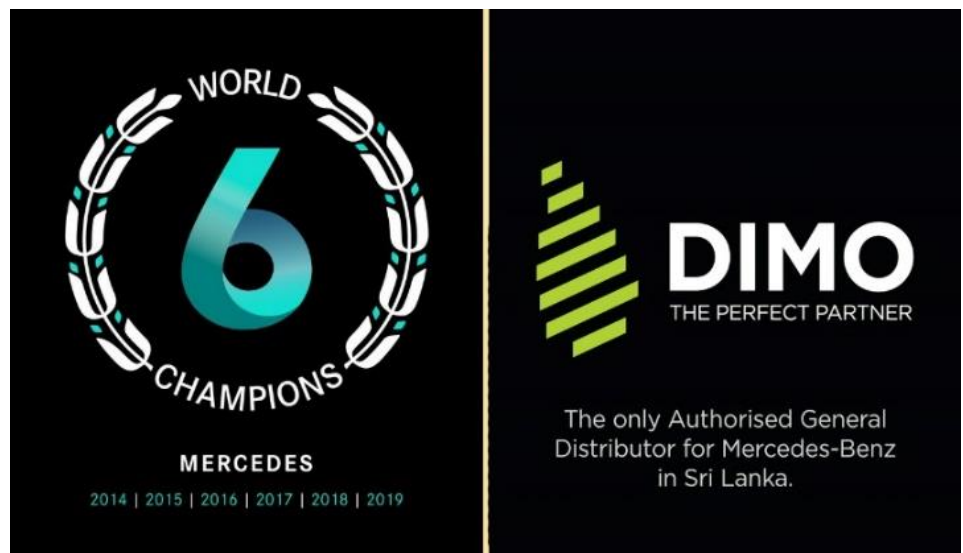 WORLD
6
CHAMPIONS
MERCEDES
2014 | 2015 | 2016 | 2017 | 2018 | 2019
DIMO
THE PERFECT PARTNER
The only Authorised General
Distributor for Mercedes-Benz
in Sri Lanka.